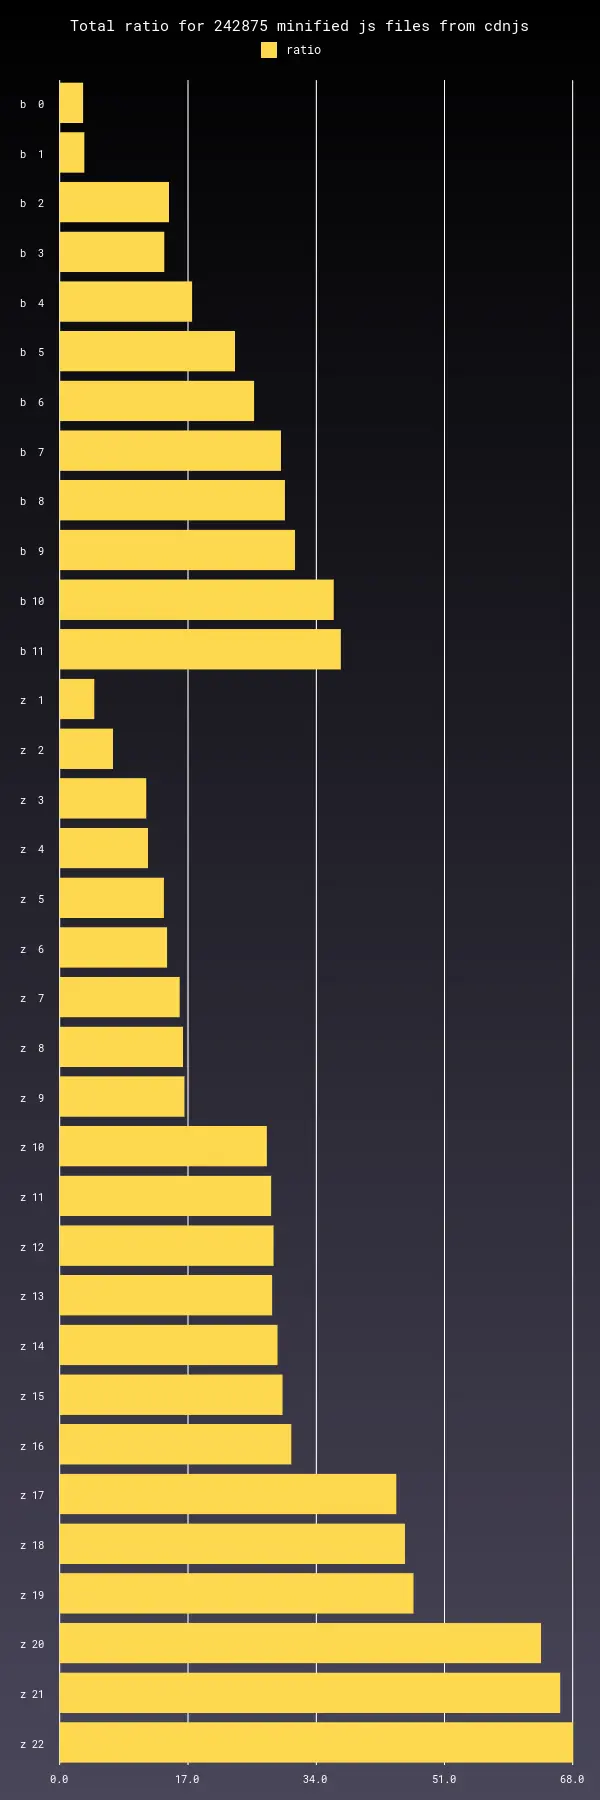 Total ratio for 242875 minified js files from cdnjs
ratio
b 0
b 1
b 2
b 3
b 4
b 5
b 6
b 7
b 8
b 9
b 10
b 11
z 1
z 2
z 3
z 4
z 5
z 6
z 7
z 8
z 9
z 10
z 11
z 12
z 13
z 14
z 15
z 16
z 17
z 18
z 19
z 20
z 21
z 22
0.0 17.0 34.0 51.0 68.0